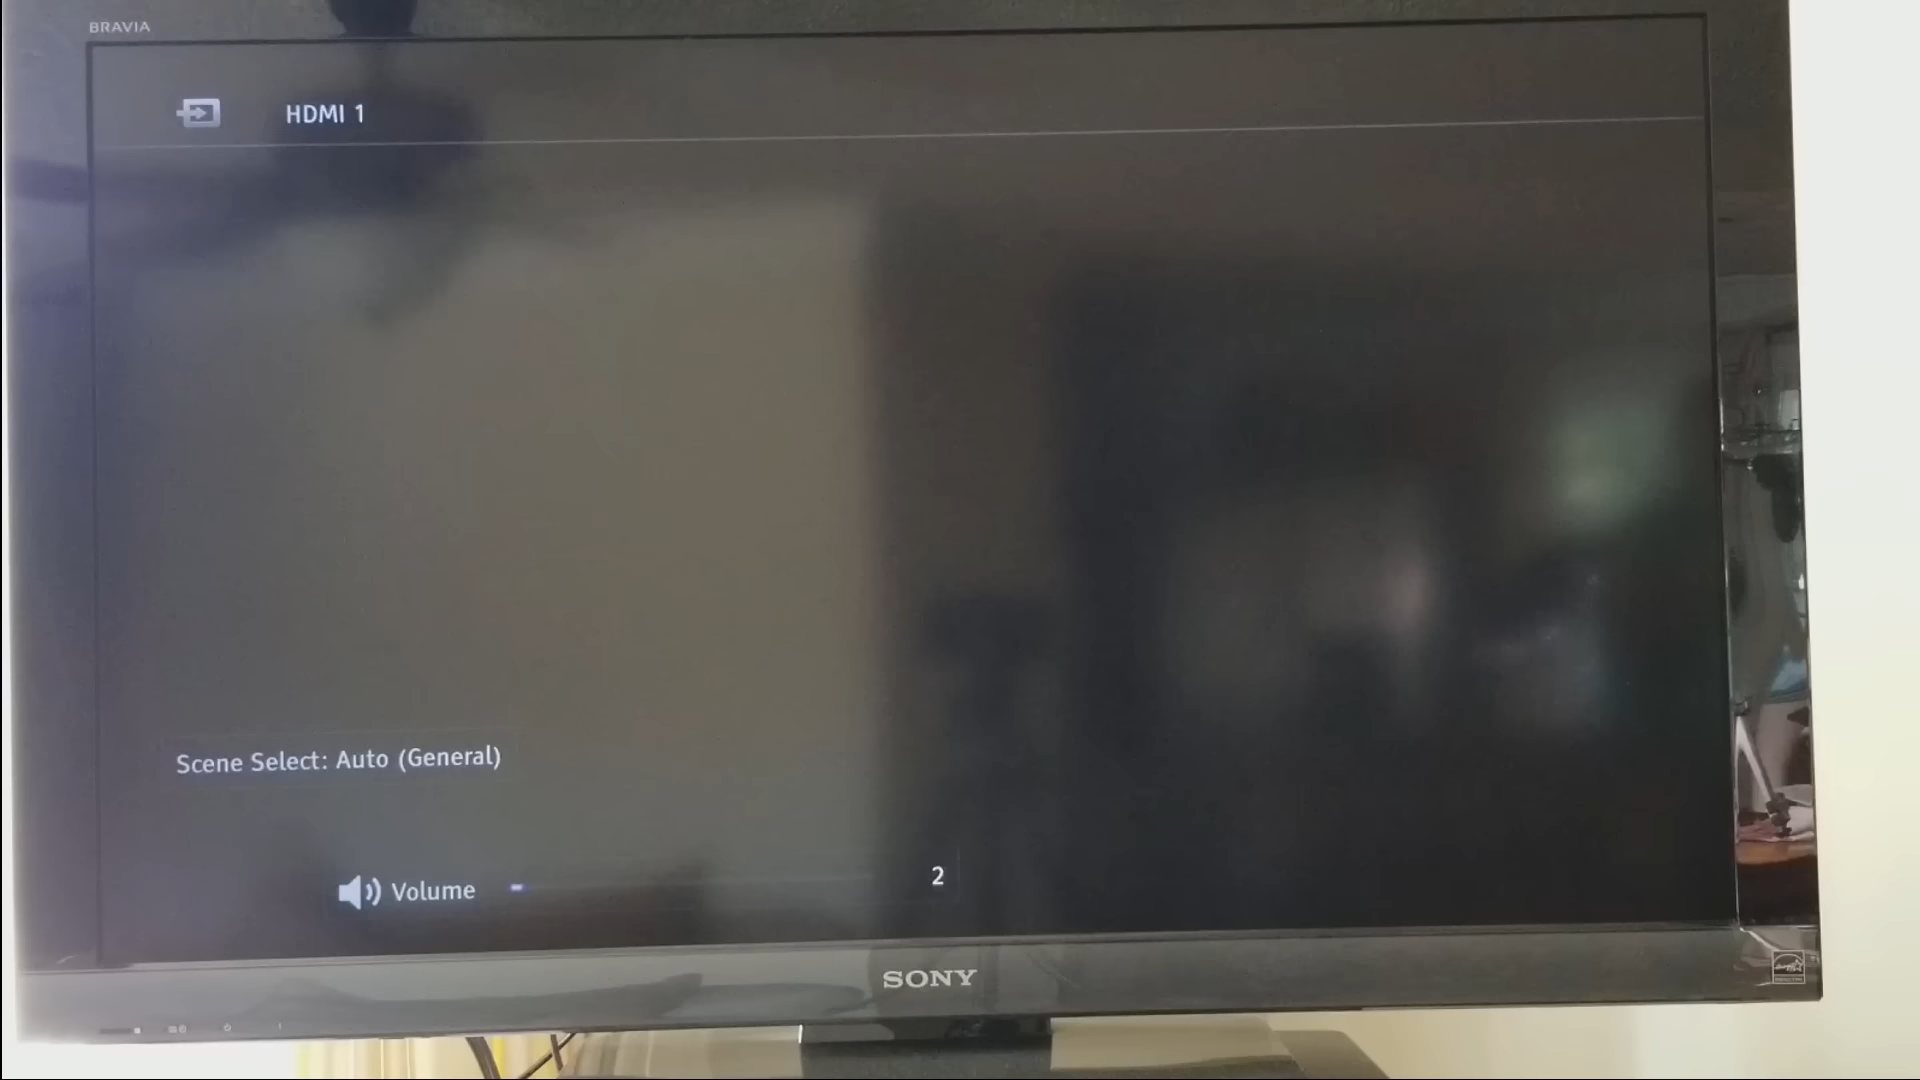 BRAVIA
HDMI 1
Scene Select: Auto (General)
Volume
2
SONY